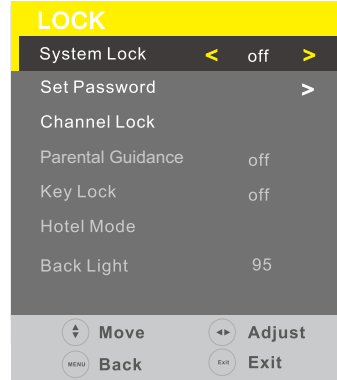 LOCK
System Lock < off >
Set Password >
Channel Lock
Parental Guidance off
Key Lock off
Hotel Mode
Back Light 95
Move Adjust
MENU Back Exit Exit